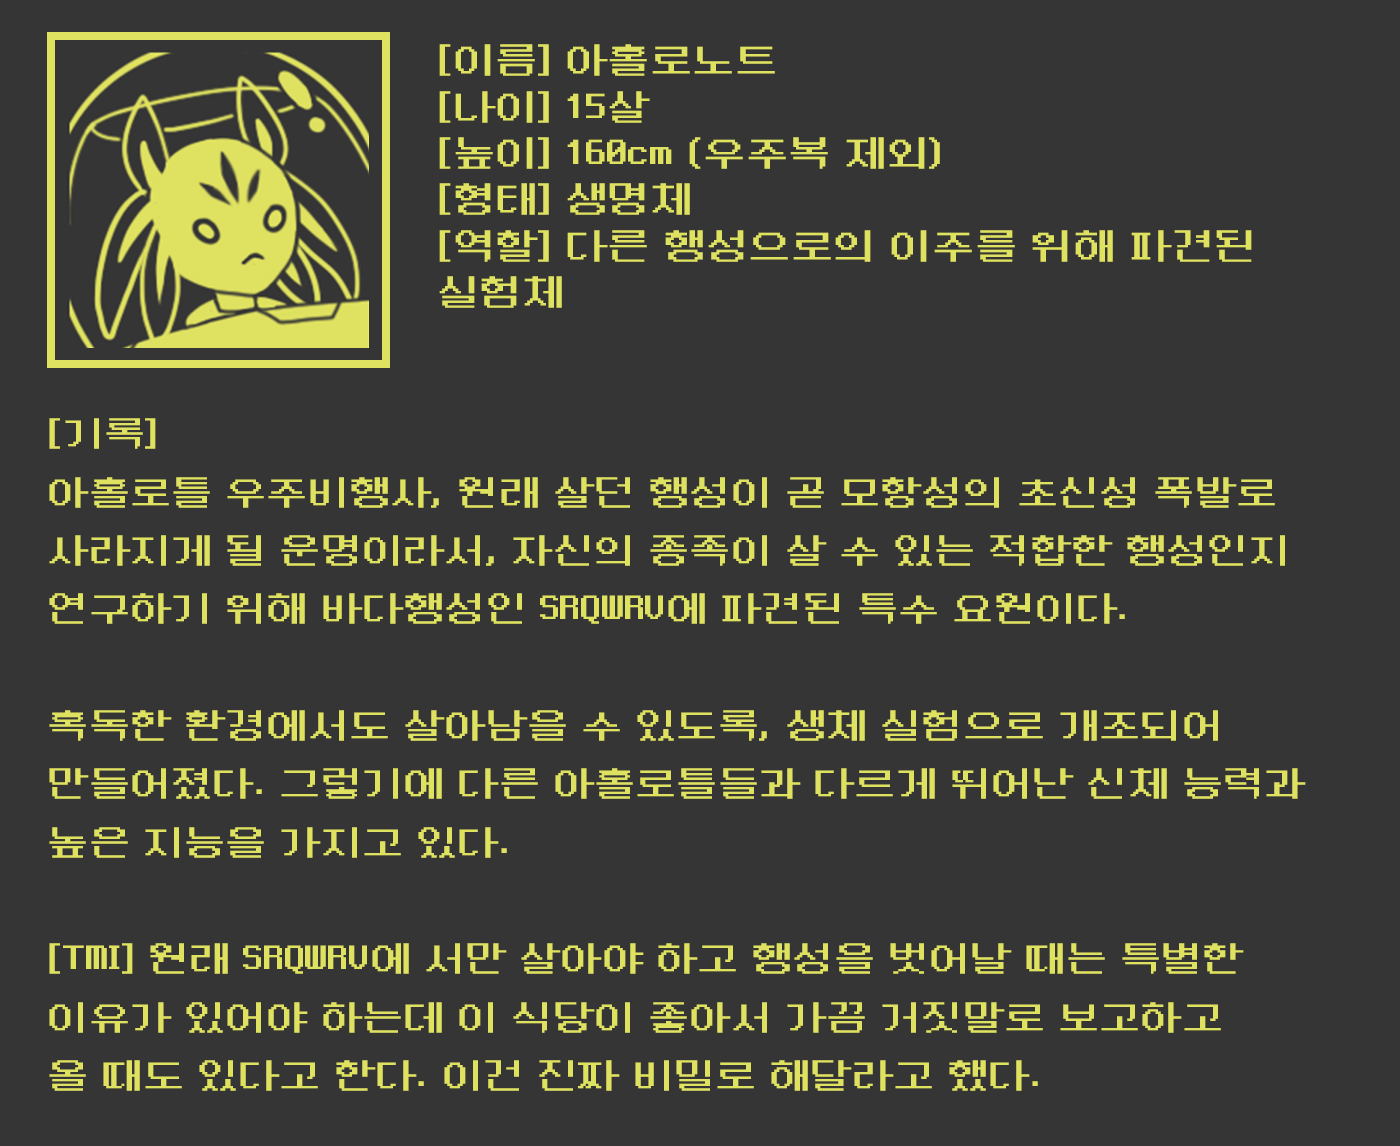 [이름] 아홀로노트
[나이] 15살
[높이] 160cm (우주복 제외)
[형태] 생명체
[역할] 다른 행성으로의 이주를 위해 파견된
실험체
[기록]
아홀로틀 우주비행사, 원래 살던 행성이 곧 모항성의 초신성 폭발로
사라지게 될 운명이라서, 자신의 종족이 살 수 있는 적합한 행성인지
연구하기 위해 바다행성인 SRQWRV에 파견된 특수 요원이다.
혹독한 환경에서도 살아남을 수 있도록, 생체 실험으로 개조되어
만들어졌다. 그렇기에 다른 아홀로틀들과 다르게 뛰어난 신체 능력과
높은 지능을 가지고 있다.
[TMI] 원래 SRQWRV에 서만 살아야 하고 행성을 벗어날 때는 특별한
이유가 있어야 하는데 이 식당이 좋아서 가끔 거짓말로 보고하고
올 때도 있다고 한다. 이건 진짜 비밀로 해달라고 했다.